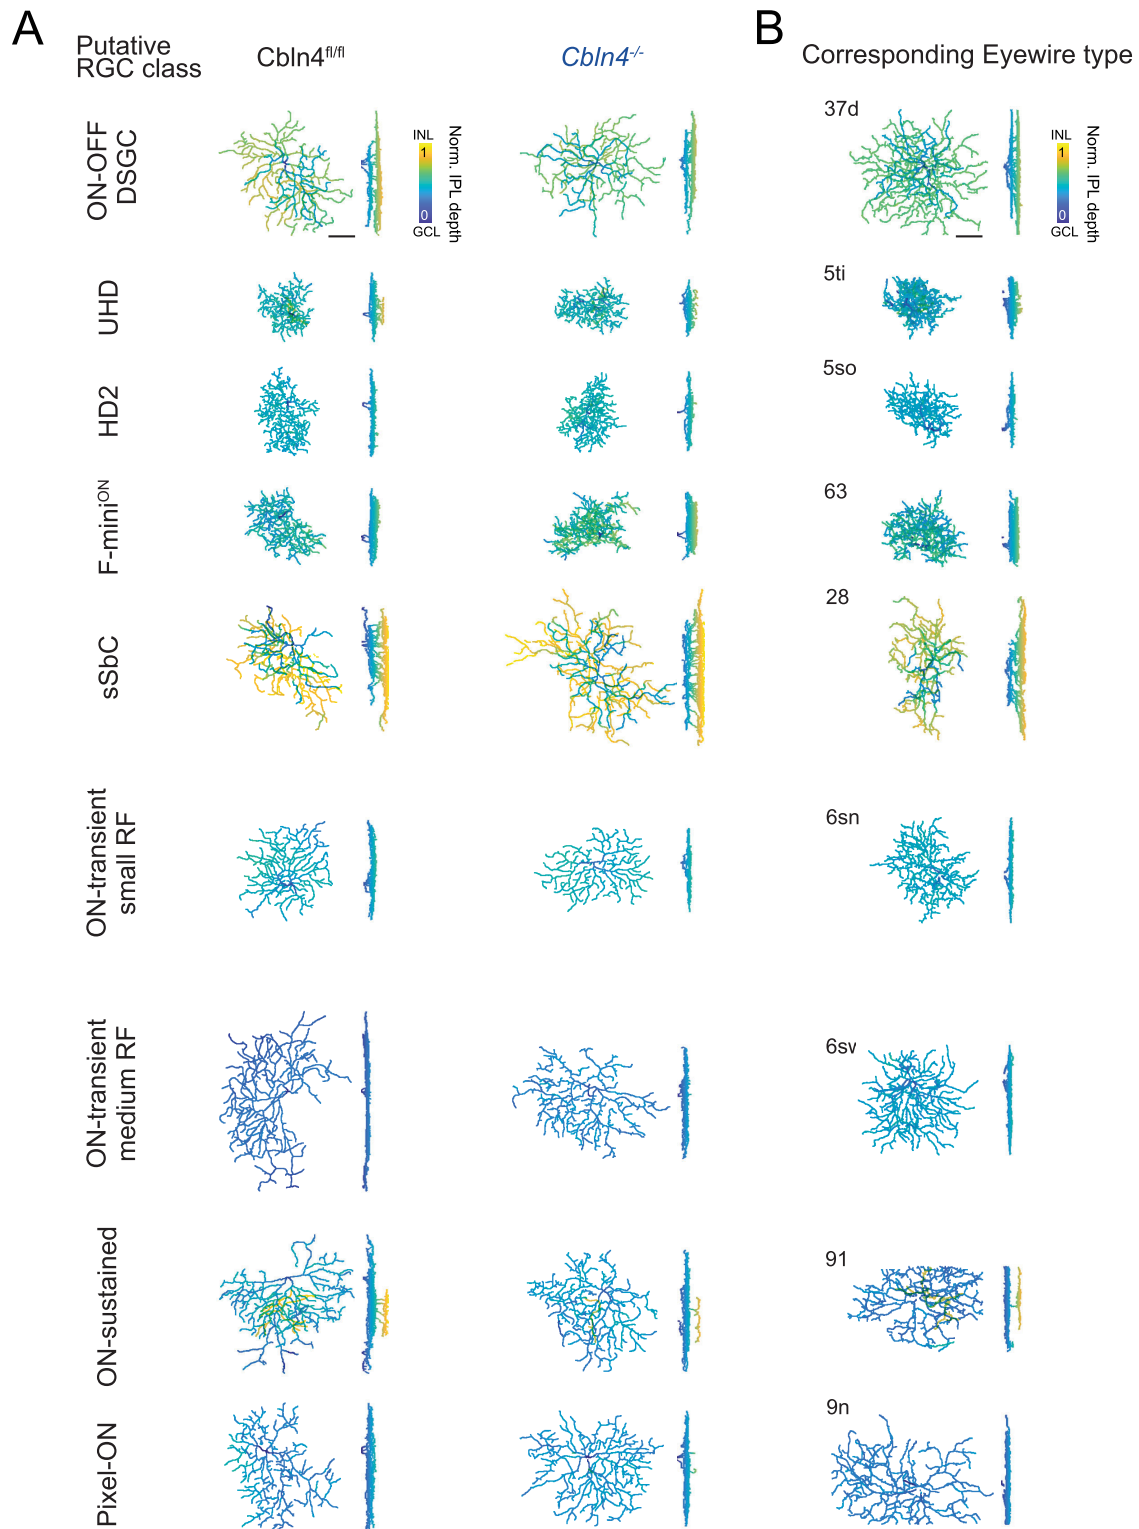 A
B
Putative
RGC class
Cbln4fl/fl
Cbln4-/-
Corresponding Eyewire type
ON-OFF
DSGC
INL
1
0
GCL
Norm. IPL depth
37d
INL
1
0
GCL
Norm. IPL depth
UHD
5ti
HD2
5so
F-miniON
63
sSbC
28
ON-transient
small RF
6sn
ON-transient
medium RF
6sv
ON-sustained
91
Pixel-ON
9n